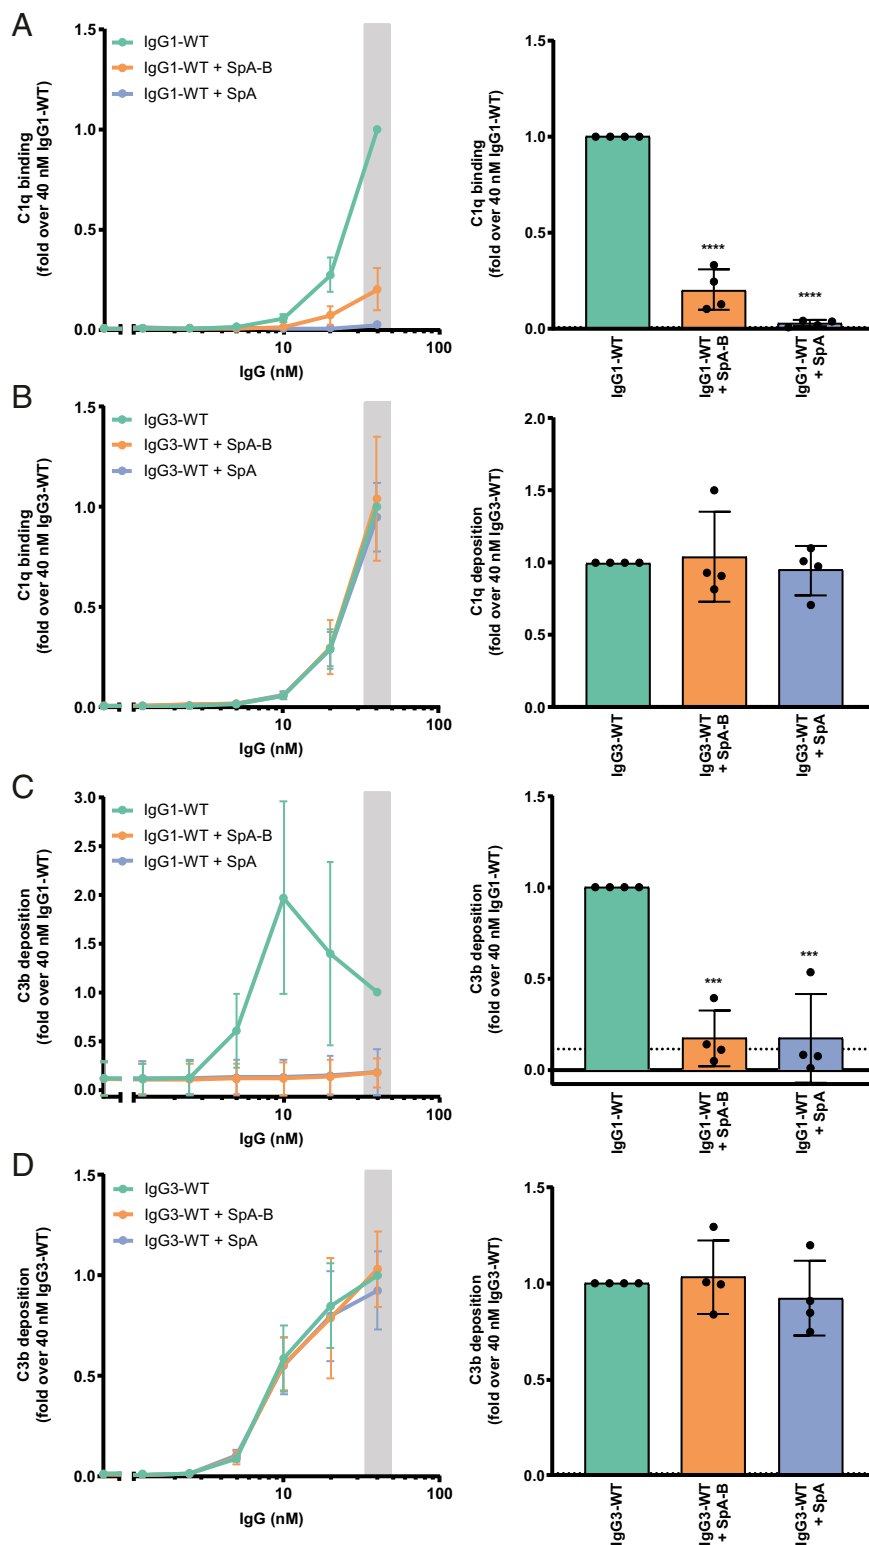 A
C1q binding
(fold over 40 nM IgG1-WT)
1.5
1.0
0.5
0.0
IgG1-WT
IgG1-WT + SpA-B
IgG1-WT + SpA
10
100
IgG (nM)
C1q binding
(fold over 40 nM IgG1-WT)
1.5
1.0
0.5
0.0
****
****
IgG1-WT
IgG1-WT
+ SpA-B
IgG1-WT
+ SpA
B
C1q binding
(fold over 40 nM IgG3-WT)
1.5
1.0
0.5
0.0
IgG3-WT
IgG3-WT + SpA-B
IgG3-WT + SpA
10
100
IgG (nM)
C1q deposition
(fold over 40 nM IgG3-WT)
2.0
1.5
1.0
0.5
0.0
IgG3-WT
IgG3-WT
+ SpA-B
IgG3-WT
+ SpA
C
C3b deposition
(fold over 40 nM IgG1-WT)
3.0
2.0
1.5
1.0
0.5
0.0
IgG1-WT
IgG1-WT + SpA-B
IgG1-WT + SpA
10
100
IgG (nM)
C3b deposition
(fold over 40 nM IgG1-WT)
1.5
1.0
0.5
0.0
***
***
IgG1-WT
IgG1-WT
+ SpA-B
IgG1-WT
+ SpA
D
C3b deposition
(fold over 40 nM IgG3-WT)
1.5
1.0
0.5
0.0
IgG3-WT
IgG3-WT + SpA-B
IgG3-WT + SpA
10
100
IgG (nM)
C3b deposition
(fold over 40 nM IgG3-WT)
1.5
1.0
0.5
0.0
IgG3-WT
IgG3-WT
+ SpA-B
IgG3-WT
+ SpA